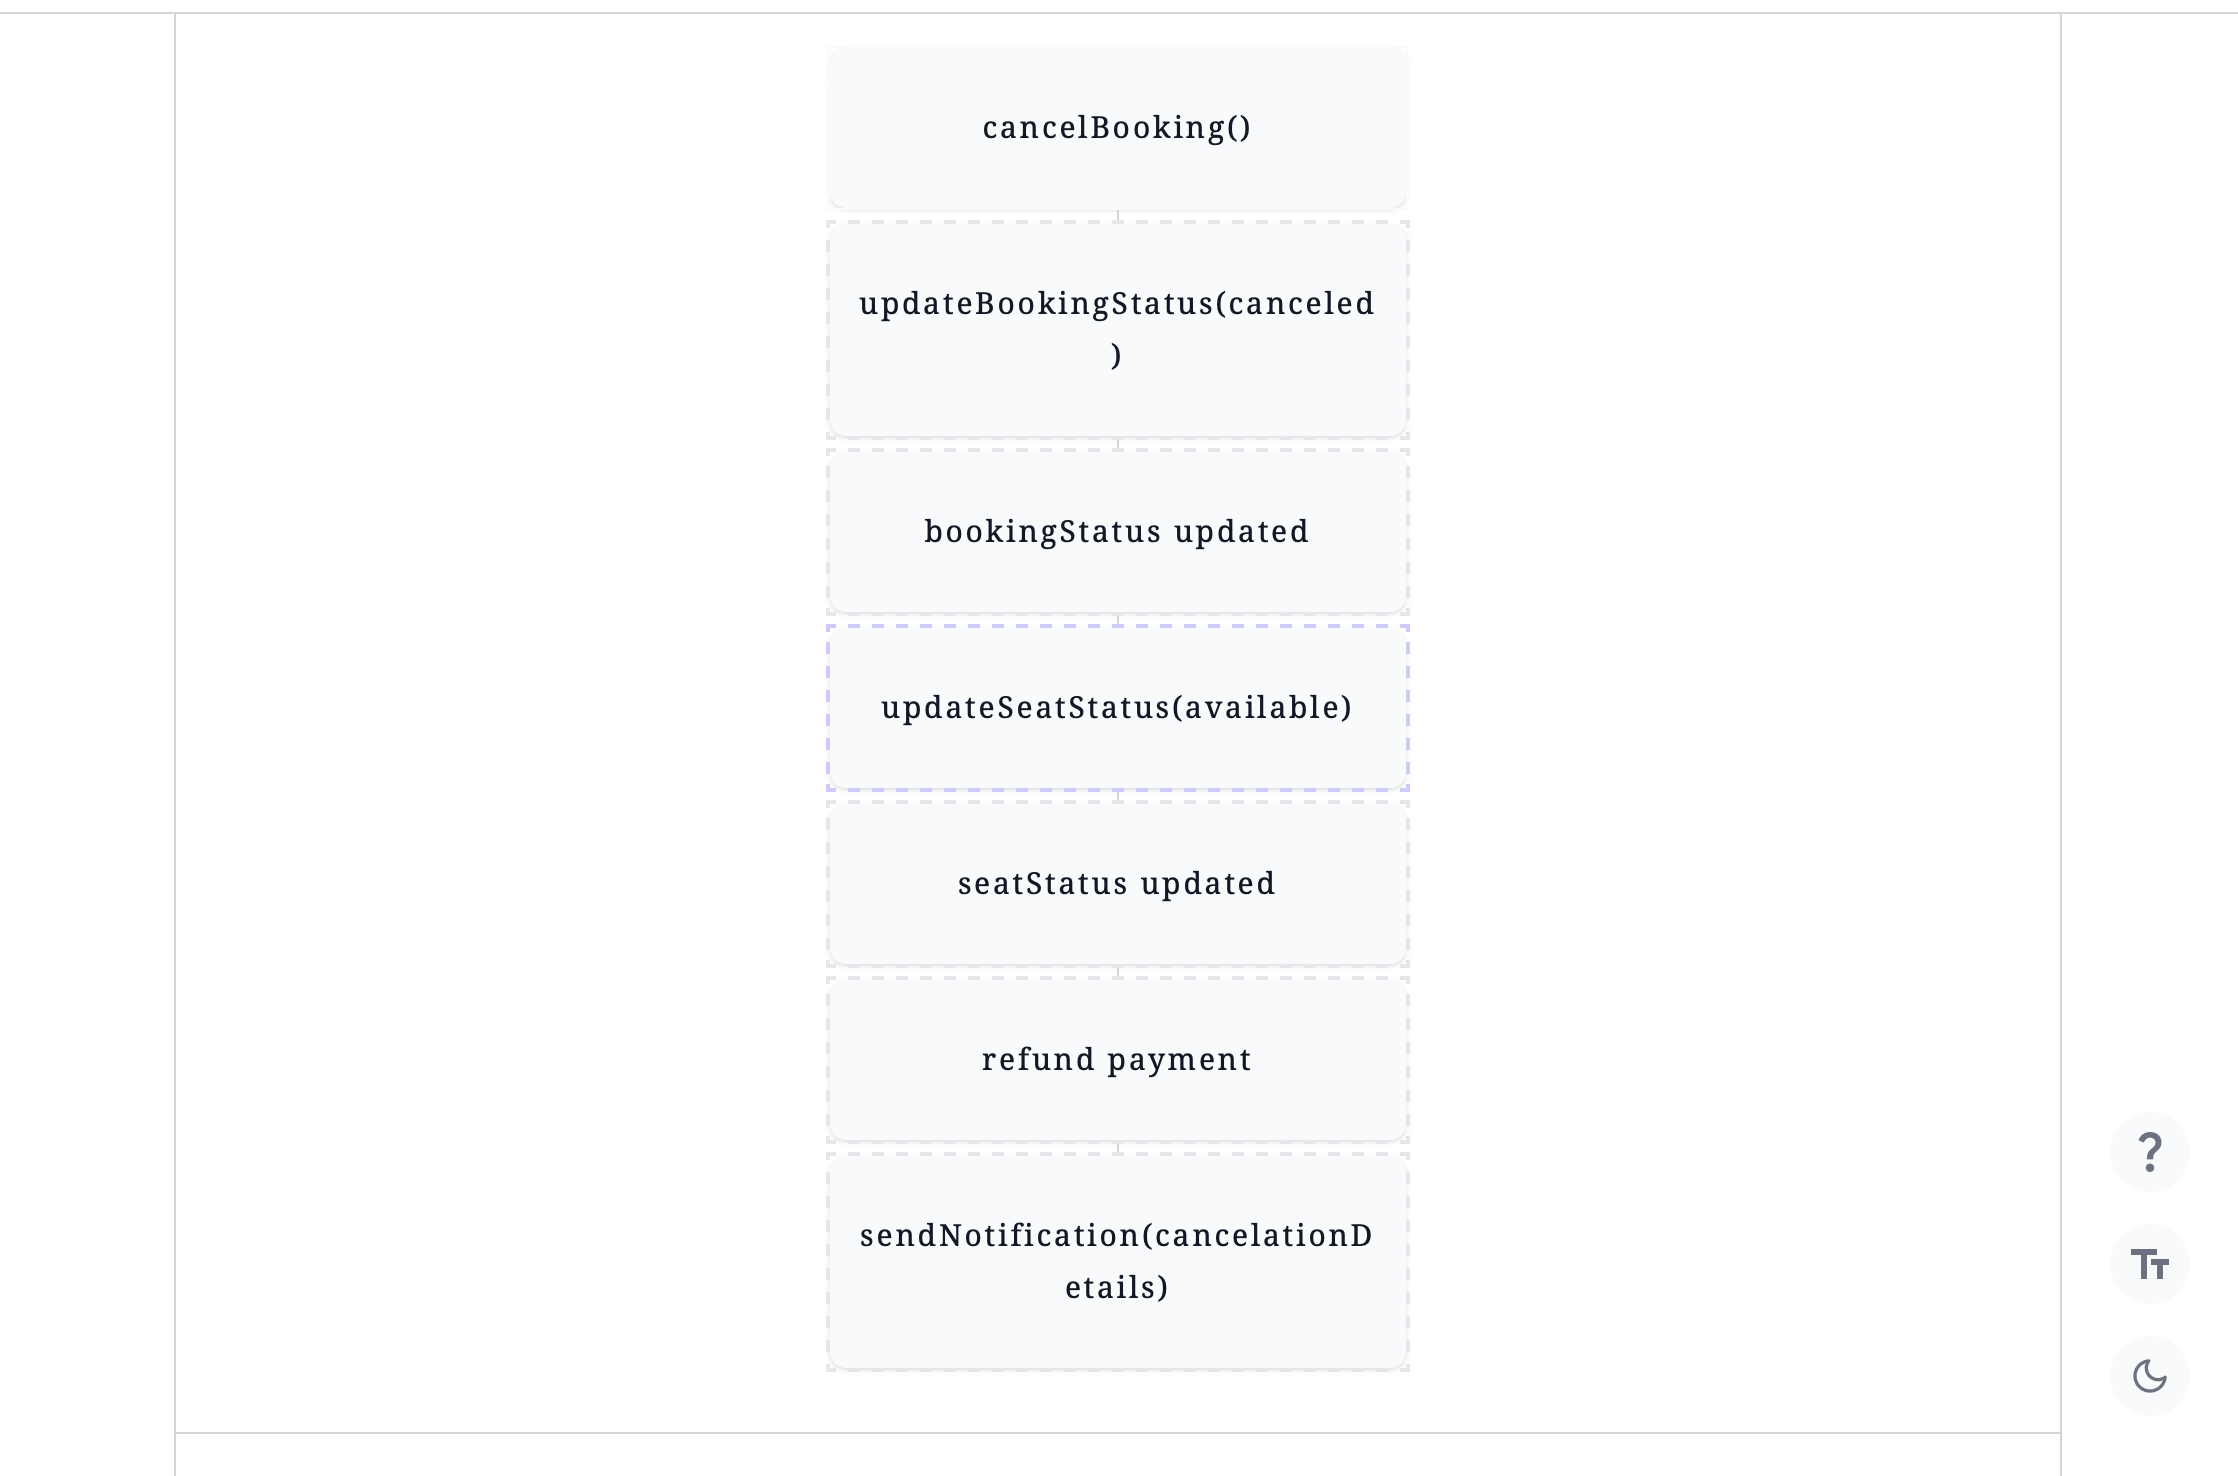 cancelBooking()
updateBookingStatus(canceled
)
bookingStatus updated
updateSeatStatus(available)
seatStatus updated
refund payment
sendNotification(cancelationD
etails)
?
Tт